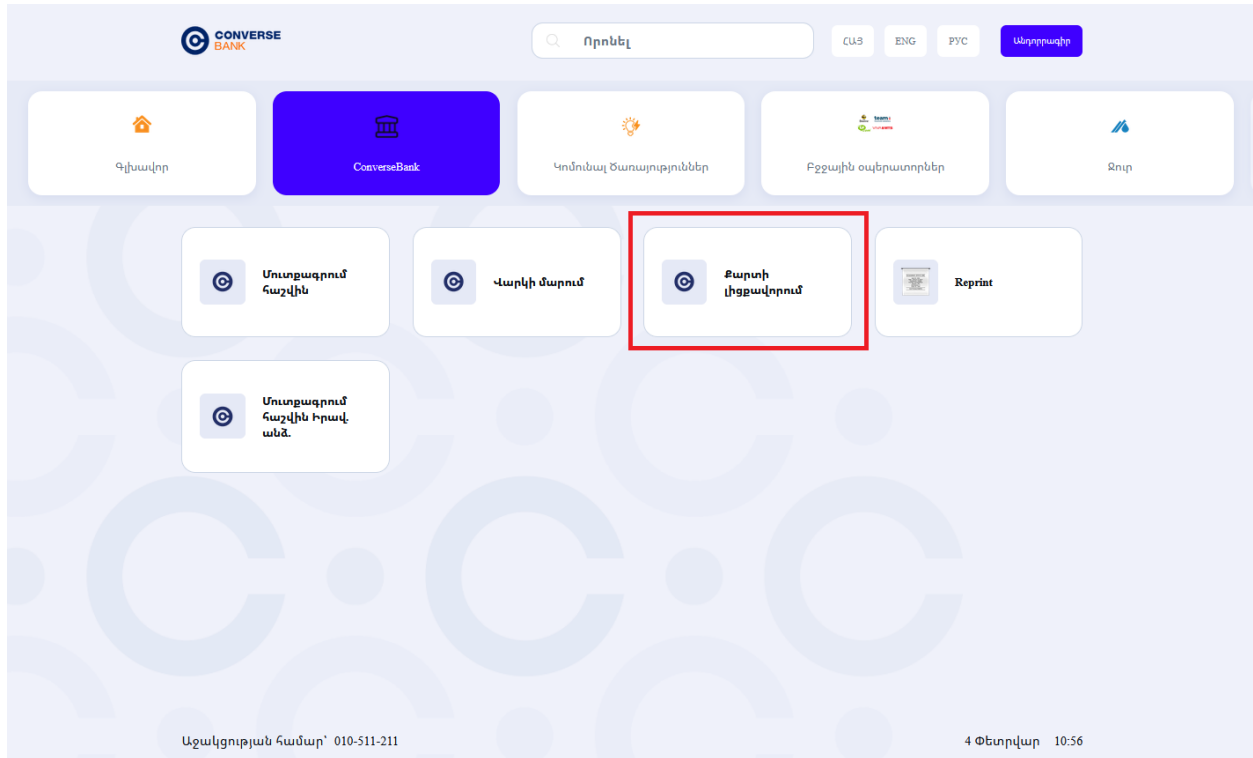 CONVERSE
BANK
Որոնել
ՀԱՅ
ENG
РУС
Անդորրագիր
Գլխավոր
ConverseBank
Կոմունալ Ծառայություններ
Բջջային օպերատորներ
Ջուր
Մուտքագրում
հաշվին
Վարկի մարում
Քարտի
լիցքավորում
Reprint
Մուտքագրում
հաշվին Իրավ.
անձ.
Աջակցության համար՝ 010-511-211
4 Փետրվար 10:56